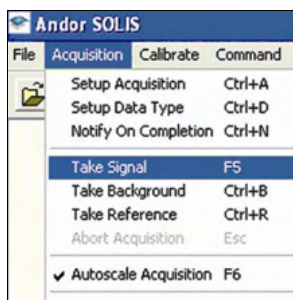 Andor SOLIS
File Acquisition Calibrate Command
Setup Acquisition Ctrl+A
Setup Data Type Ctrl+D
Notify On Completion Ctrl+N
Take Signal F5
Take Background Ctrl+B
Take Reference Ctrl+R
Abort Acquisition Esc
✓ Autoscale Acquisition F6